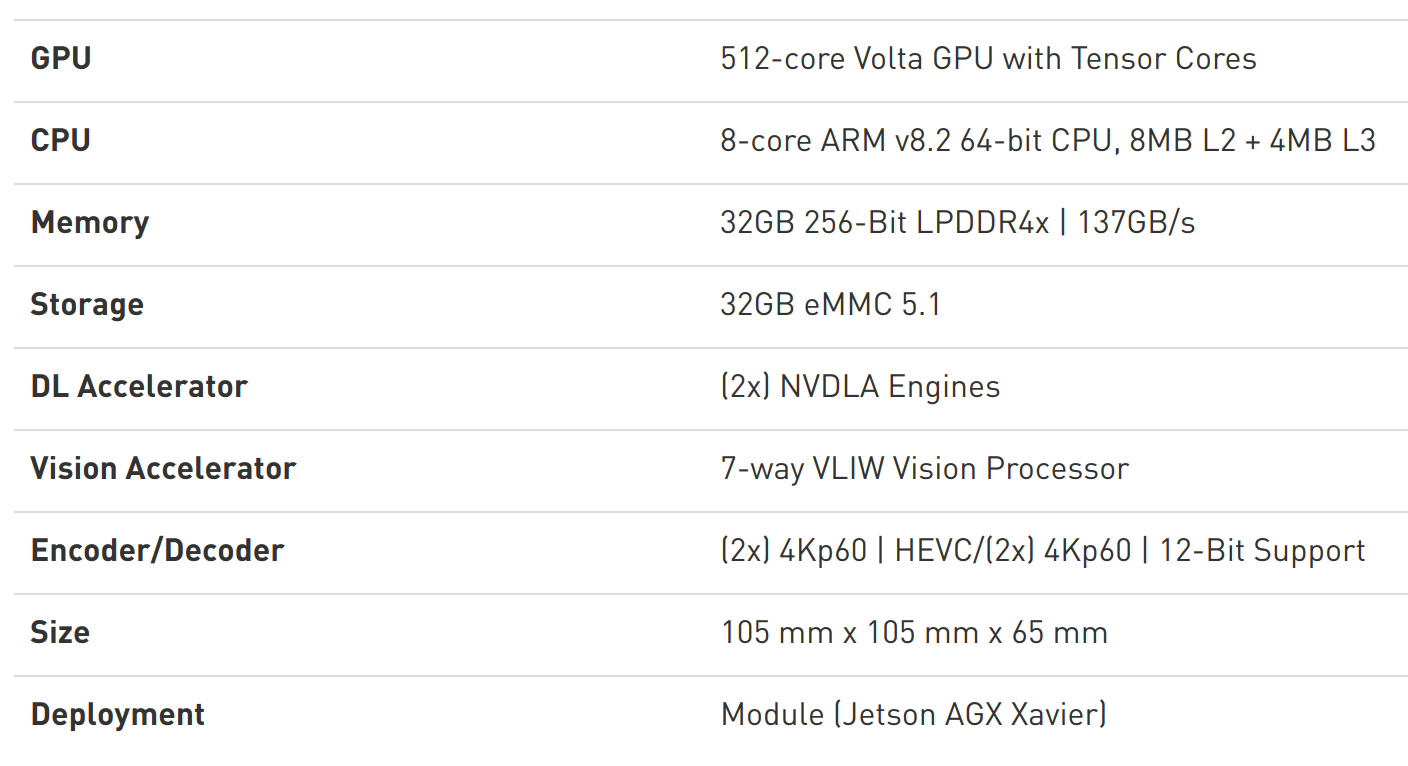 GPU 512-core Volta GPU with Tensor Cores
CPU 8-core ARM v8.2 64-bit CPU, 8MB L2 + 4MB L3
Memory 32GB 256-Bit LPDDR4x | 137GB/s
Storage 32GB eMMC 5.1
DL Accelerator (2x) NVDLA Engines
Vision Accelerator 7-way VLIW Vision Processor
Encoder/Decoder (2x) 4Kp60 | HEVC/(2x) 4Kp60 | 12-Bit Support
Size 105 mm x 105 mm x 65 mm
Deployment Module (Jetson AGX Xavier)